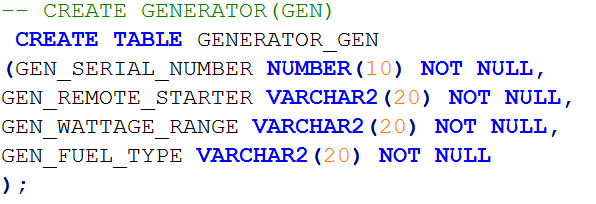 -- CREATE GENERATOR(GEN)
CREATE TABLE GENERATOR_GEN
(GEN_SERIAL_NUMBER NUMBER(10) NOT NULL,
GEN_REMOTE_STARTER VARCHAR2(20) NOT NULL,
GEN_WATTAGE_RANGE VARCHAR2(20) NOT NULL,
GEN_FUEL_TYPE VARCHAR2(20) NOT NULL
);